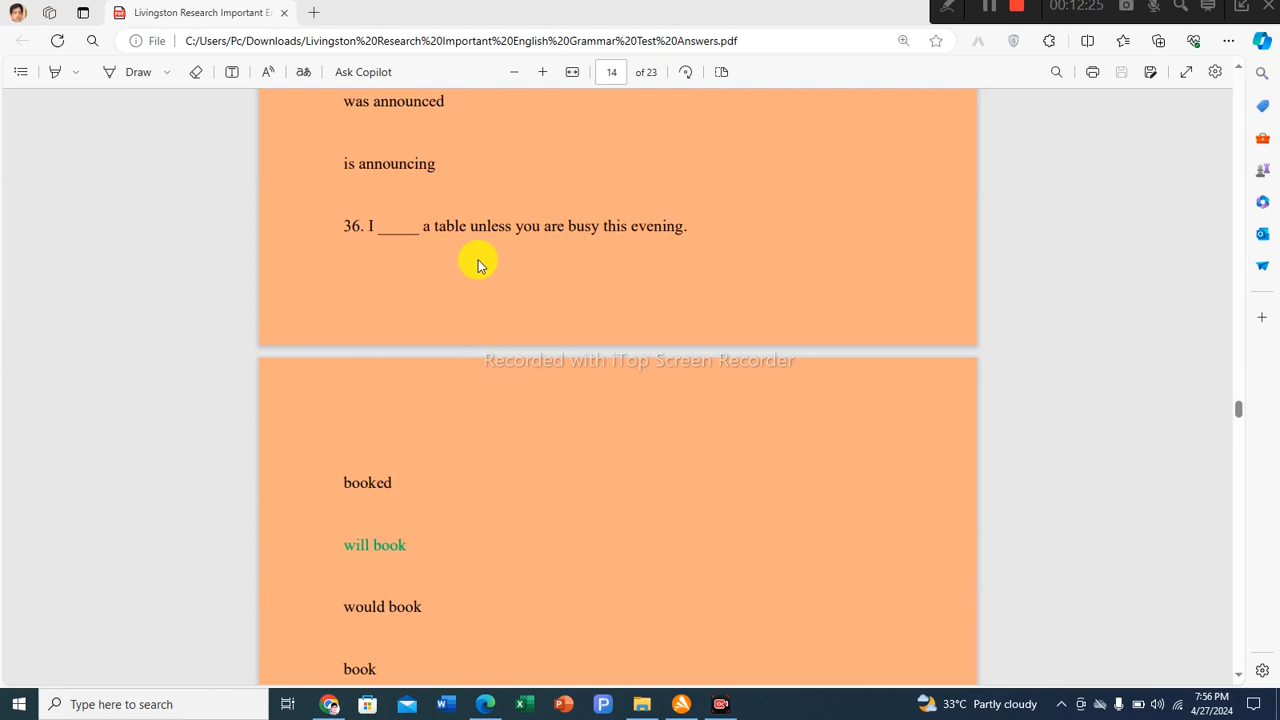 Livingston Research Important Er
00:12:25
File
C:/Users/Pc/Downloads/Livingston%20Research%20Important%20English%20Grammar%20Test%20Answers.pdf
Draw
Ask Copilot
14
of 23
was announced
is announcing
36. I _____ a table unless you are busy this evening.
Recorded with iTop Screen Recorder
booked
will book
would book
book
Type here to search
33°C Partly cloudy
7:56 PM
4/27/2024